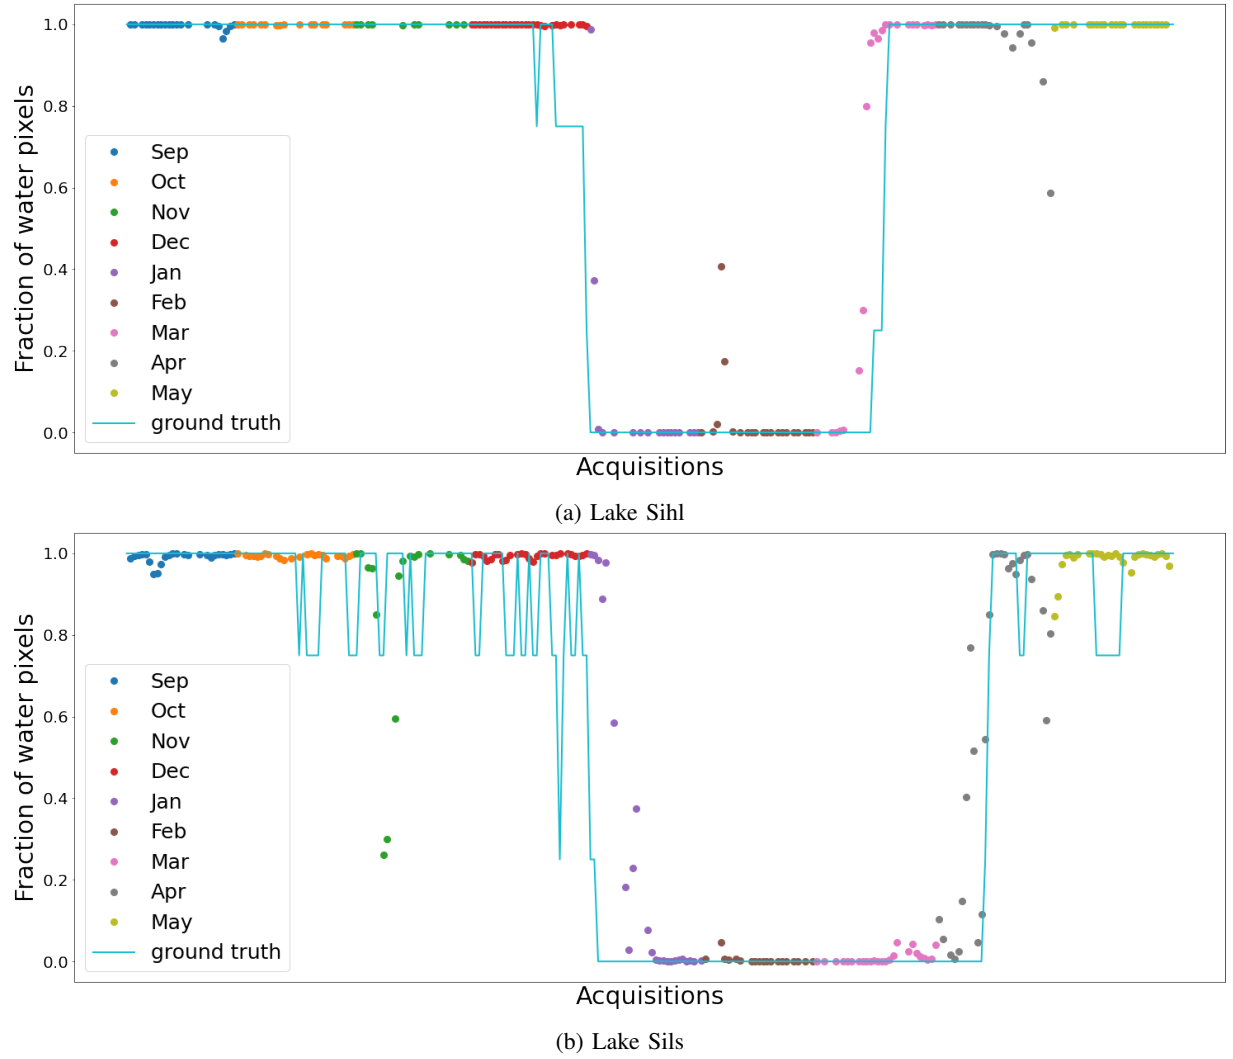 Fraction of water pixels
1.0
0.8
0.6
0.4
0.2
0.0
Sep
Oct
Nov
Dec
Jan
Feb
Mar
Apr
May
ground truth
Acquisitions
(a) Lake Sihl
Fraction of water pixels
1.0
0.8
0.6
0.4
0.2
0.0
Sep
Oct
Nov
Dec
Jan
Feb
Mar
Apr
May
ground truth
Acquisitions
(b) Lake Sils